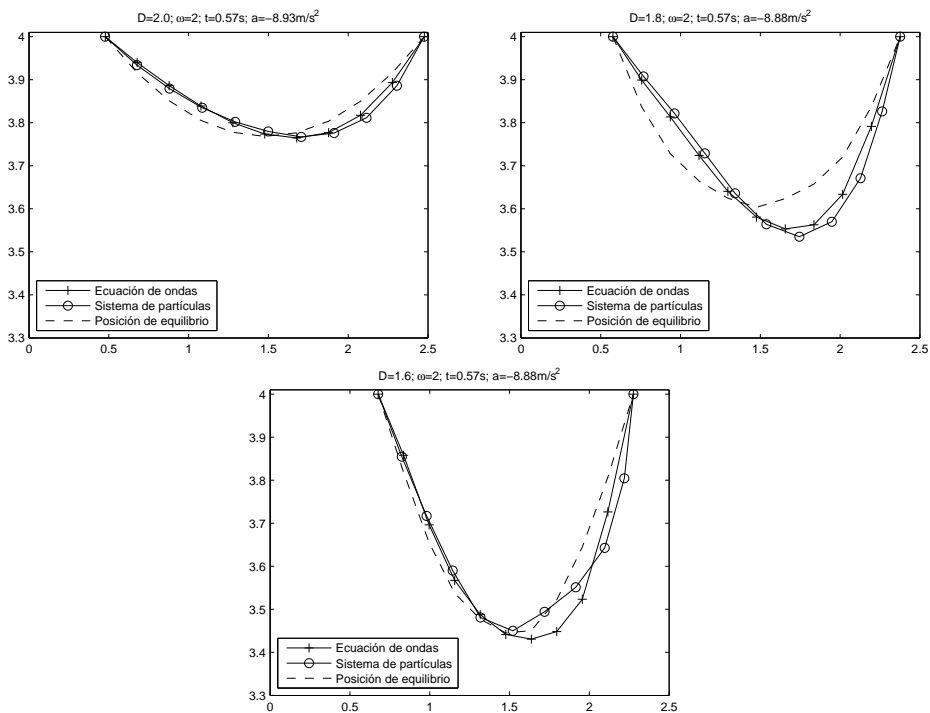 D=2.0; ω=2; t=0.57s; a=−8.93m/s²
4
3.9
3.8
3.7
3.6
3.5
3.4
3.3
0 0.5 1 1.5 2 2.5
Ecuación de ondas
Sistema de partículas
Posición de equilibrio
D=1.8; ω=2; t=0.57s; a=−8.88m/s²
4
3.9
3.8
3.7
3.6
3.5
3.4
3.3
0 0.5 1 1.5 2 2.5
Ecuación de ondas
Sistema de partículas
Posición de equilibrio
D=1.6; ω=2; t=0.57s; a=−8.88m/s²
4
3.9
3.8
3.7
3.6
3.5
3.4
3.3
0 0.5 1 1.5 2 2.5
Ecuación de ondas
Sistema de partículas
Posición de equilibrio